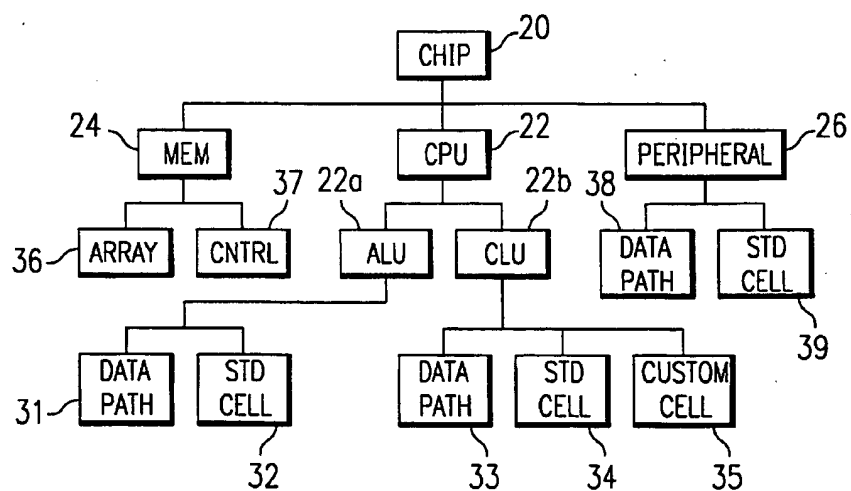 20
CHIP
24
22
26
MEM
CPU
PERIPHERAL
37
22a
22b
38
36
ARRAY
CNTRL
ALU
CLU
DATA
PATH
STD
CELL
39
31
DATA
PATH
STD
CELL
DATA
PATH
STD
CELL
CUSTOM
CELL
32
33
34
35